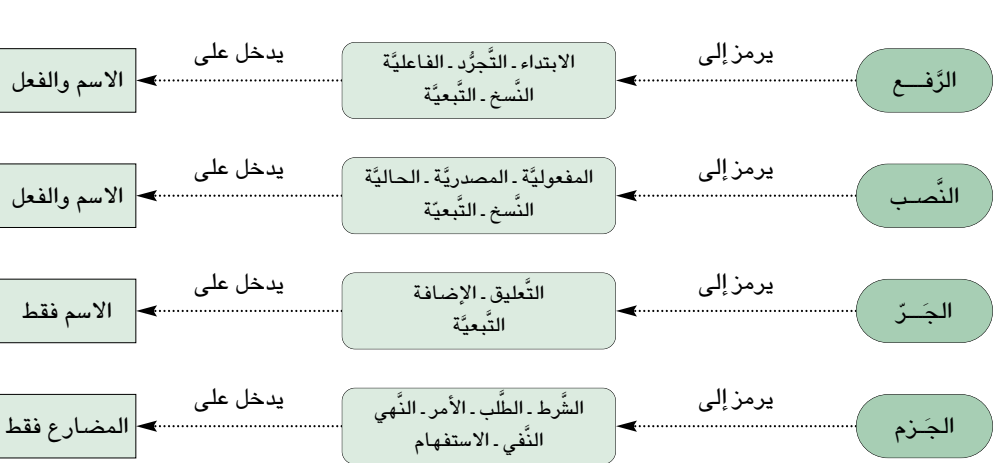 الرَّفـــع
يرمز إلى
الابتداء ـ التَّجرُّد ـ الفاعليَّة
النَّسخ ـ التَّبعيَّة
يدخل على
الاسم والفعل
النَّصـب
يرمز إلى
المفعوليَّة ـ المصدريَّة ـ الحاليَّة
النَّسخ ـ التَّبعيّة
يدخل على
الاسم والفعل
الجَــرّ
يرمز إلى
التَّعليق ـ الإضافة
التَّبعيَّة
يدخل على
الاسم فقط
الجَـزم
يرمز إلى
الشَّرط ـ الطَّلب ـ الأمر ـ النَّهي
النَّفي ـ الاستفهام
يدخل على
المضارع فقط